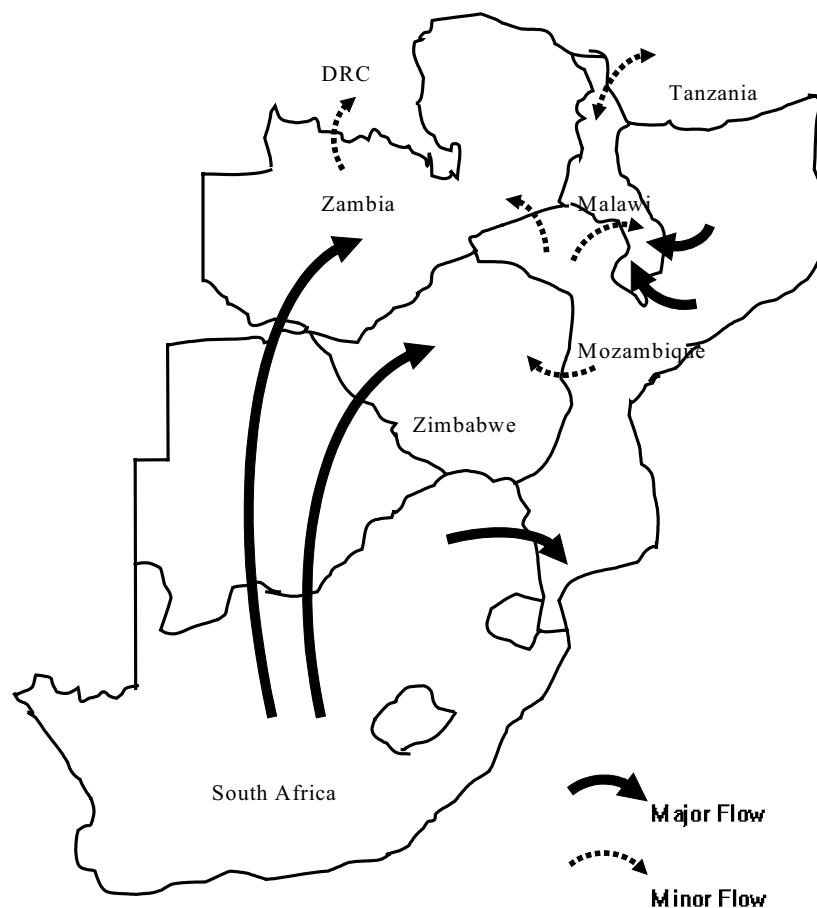 DRC
Tanzania
Zambia
Malawi
Mozambique
Zimbabwe
South Africa
Major Flow
Minor Flow